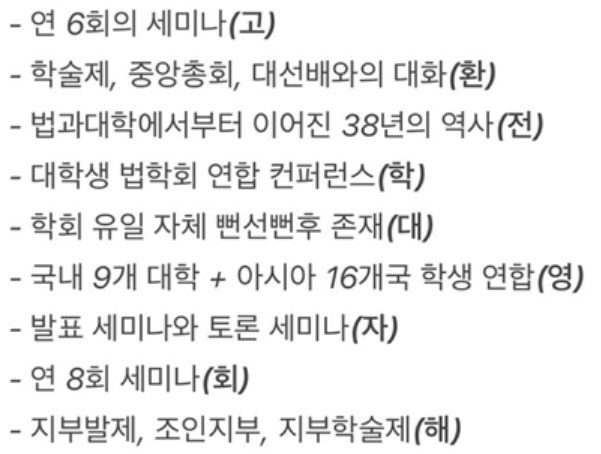 - 연 6회의 세미나(고)
- 학술제, 중앙총회, 대선배와의 대화(환)
- 법과대학에서부터 이어진 38년의 역사(전)
- 대학생 법학회 연합 컨퍼런스(학)
- 학회 유일 자체 뻔선뻔후 존재(대)
- 국내 9개 대학 + 아시아 16개국 학생 연합(영)
- 발표 세미나와 토론 세미나(자)
- 연 8회 세미나(회)
- 지부발제, 조인지부, 지부학술제(해)